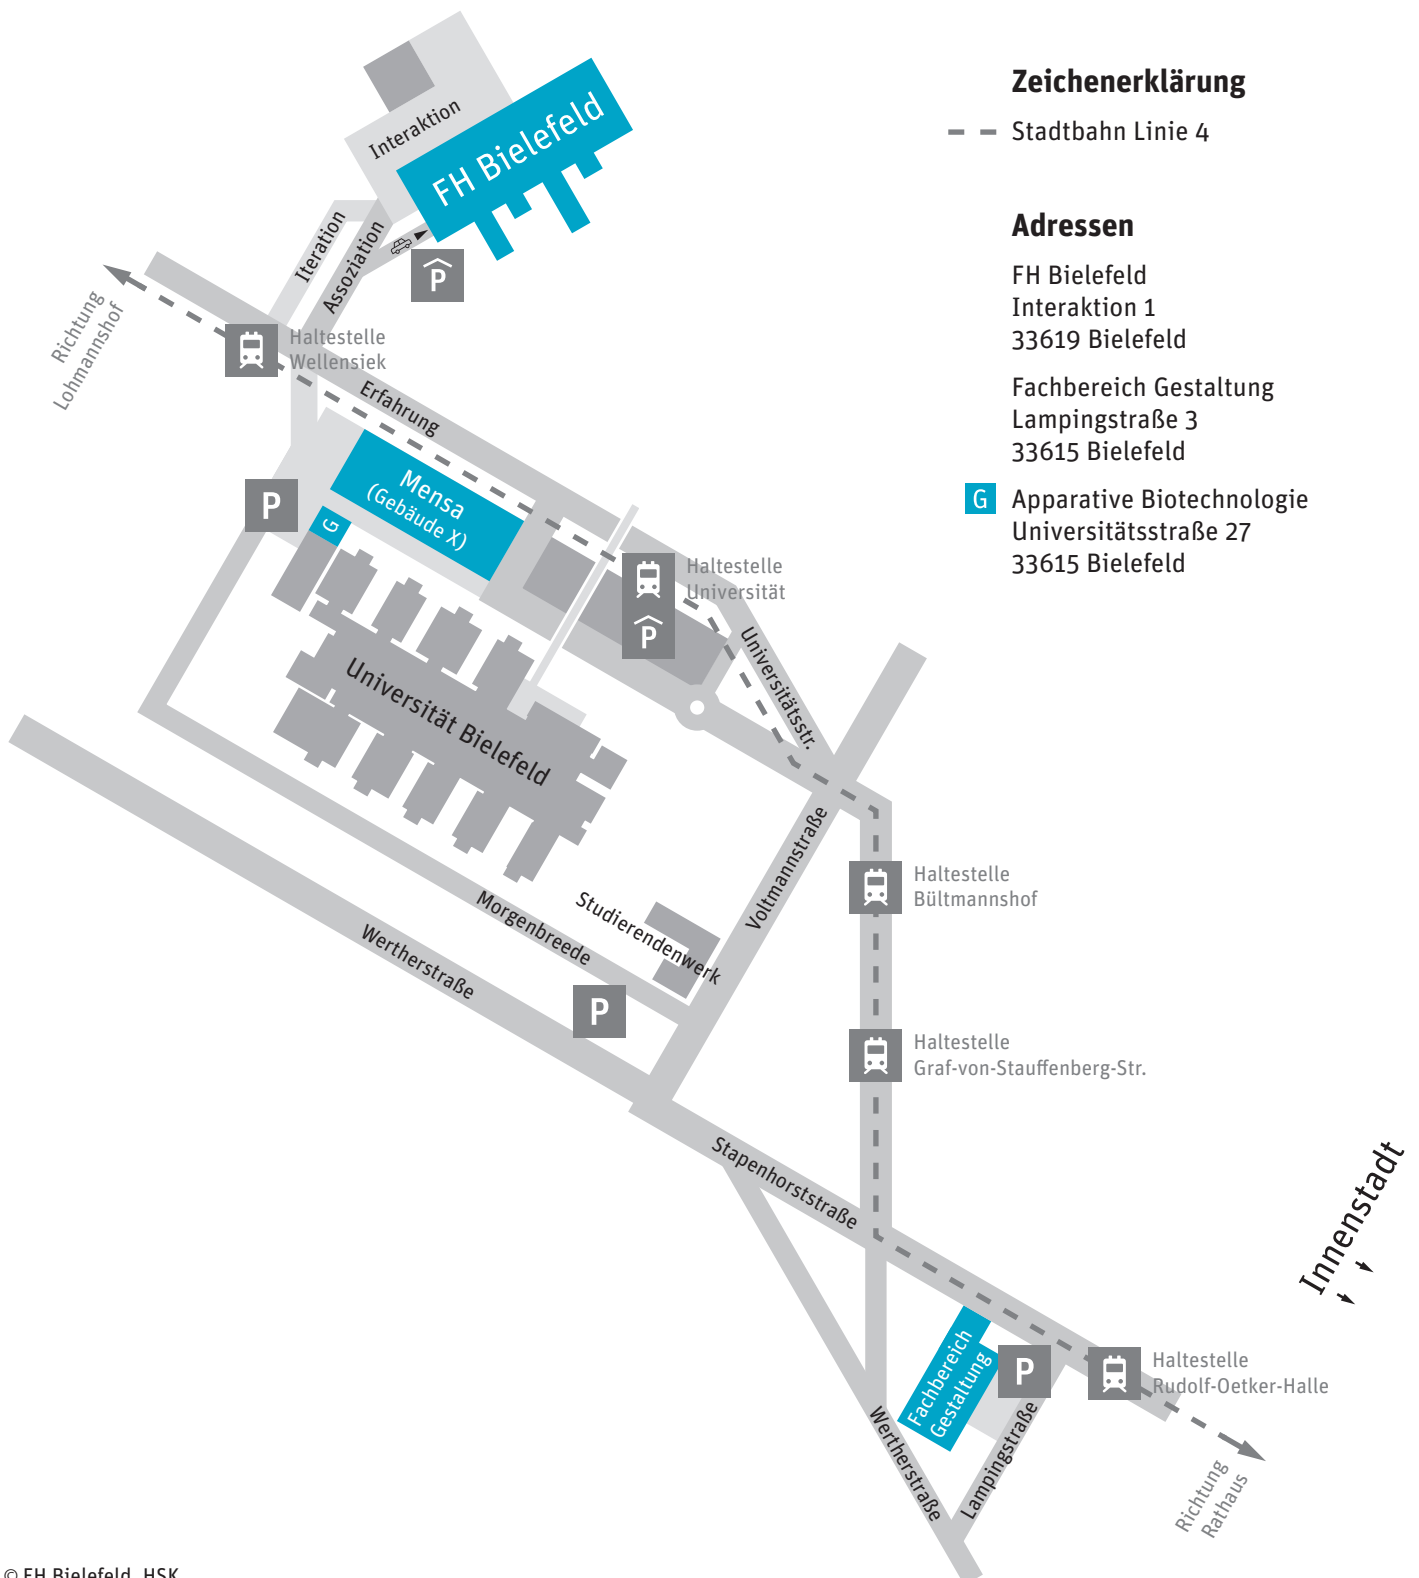 Zeichenerklärung
Stadtbahn Linie 4
Adressen
FH Bielefeld
Interaktion 1
33619 Bielefeld
Fachbereich Gestaltung
Lampingstraße 3
33615 Bielefeld
G Apparative Biotechnologie
Universitätsstraße 27
33615 Bielefeld
Interaktion
FH Bielefeld
Iteration
Assoziation
P
Richtung
Lohmannshof
Haltestelle
Wellensiek
Erfahrung
Mensa
(Gebäude X)
P
G
Haltestelle
Universität
P
Universitätsstr.
Universität Bielefeld
Voltmannstraße
Haltestelle
Bültmannshof
Studierendenwerk
Morgenbreede
Wertherstraße
P
Haltestelle
Graf-von-Stauffenberg-Str.
Stapenhorststraße
Innenstadt
Fachbereich
Gestaltung
P
Haltestelle
Rudolf-Oetker-Halle
Wertherstraße
Lampingstraße
Richtung
Rathaus
© FH Bielefeld, HSK